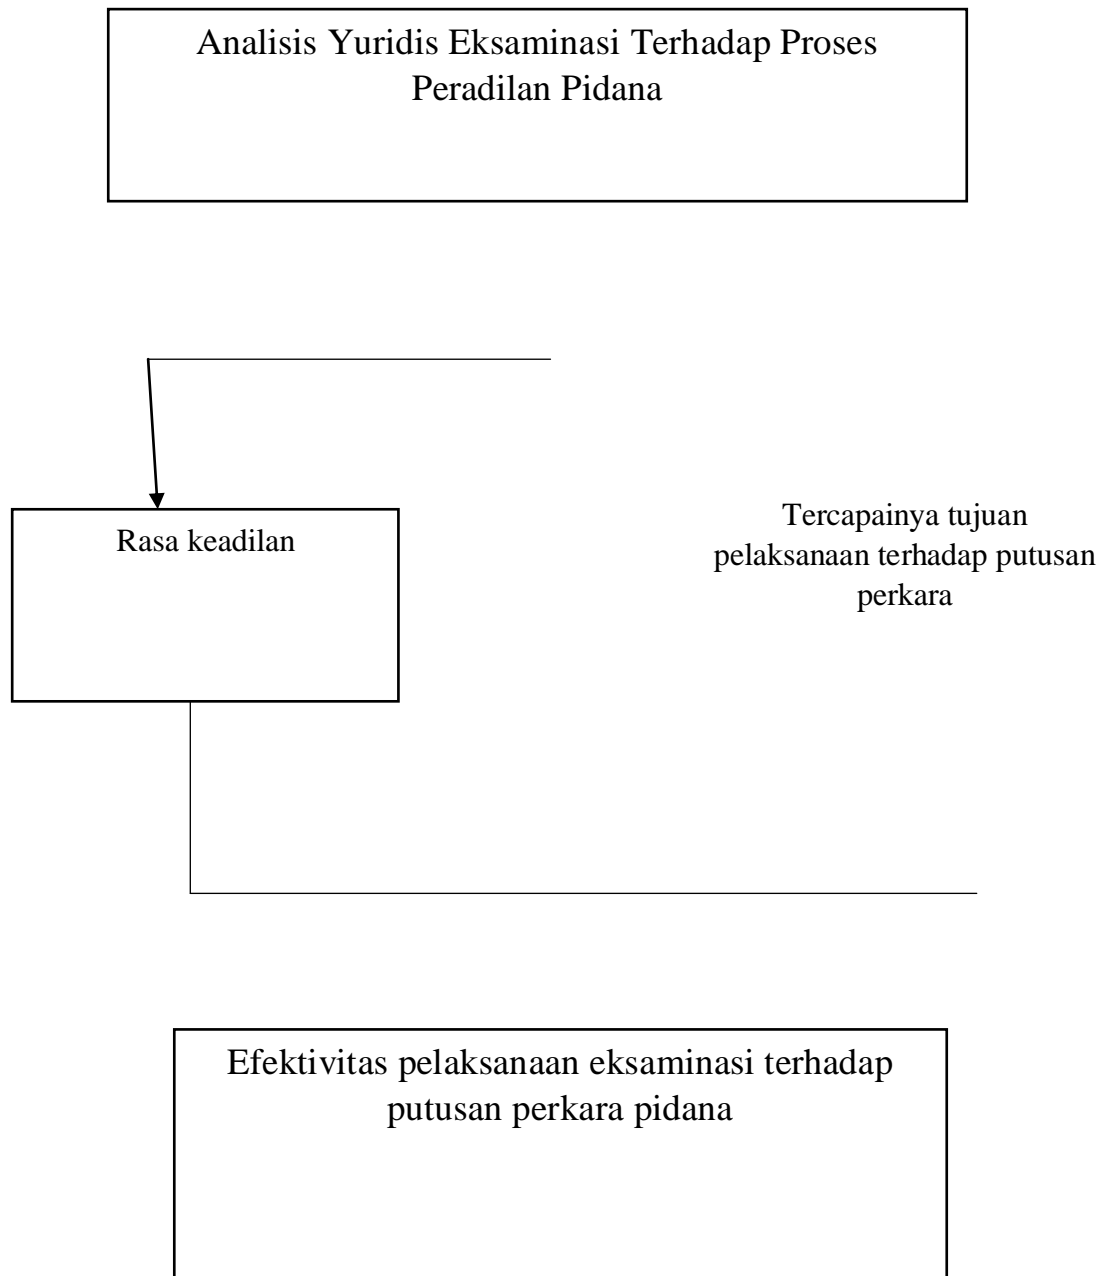 Analisis Yuridis Eksaminasi Terhadap Proses
Peradilan Pidana
Rasa keadilan
Tercapainya tujuan
pelaksanaan terhadap putusan
perkara
Efektivitas pelaksanaan eksaminasi terhadap
putusan perkara pidana